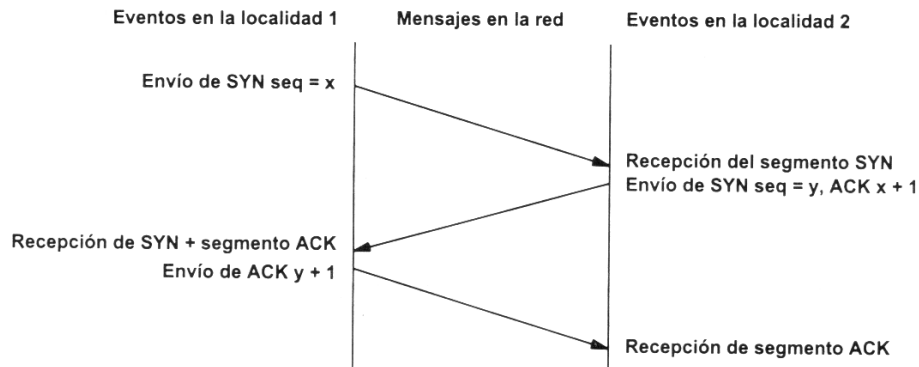 Eventos en la localidad 1
Mensajes en la red
Eventos en la localidad 2
Envío de SYN seq = x
Recepción del segmento SYN
Envío de SYN seq = y, ACK x + 1
Recepción de SYN + segmento ACK
Envío de ACK y + 1
Recepción de segmento ACK